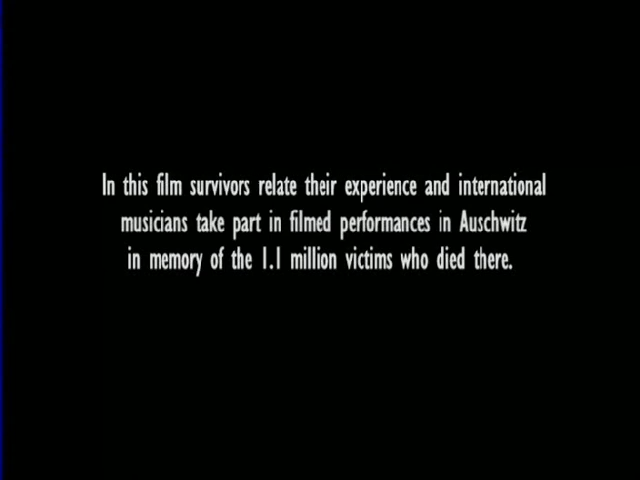 In this film survivors relate their experience and international
musicians take part in filmed performances in Auschwitz
in memory of the 1.1 million victims who died there.